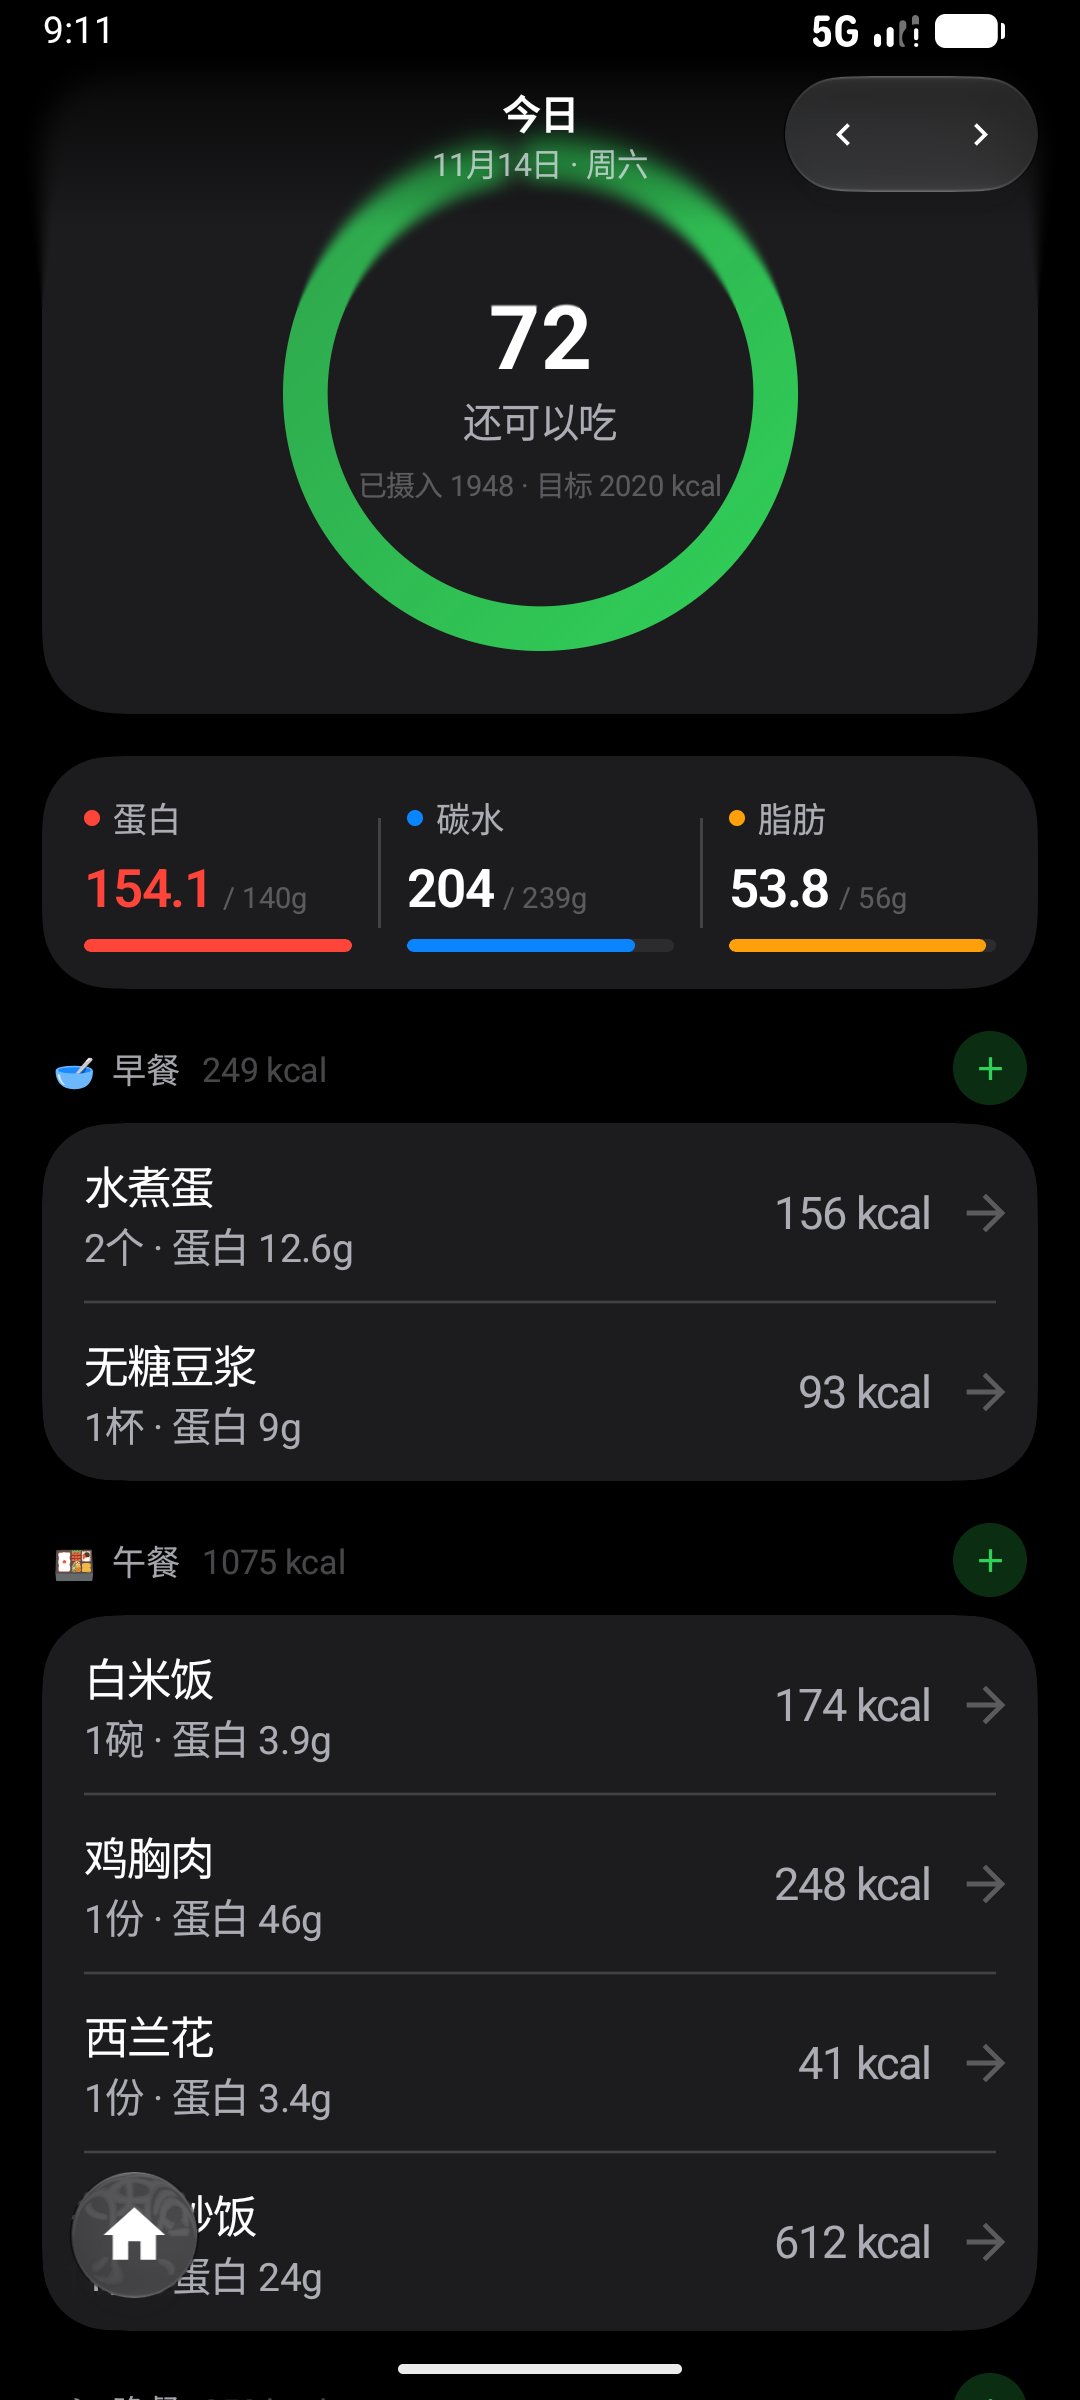 9:11
5G
今日
11月14日 · 周六
72
还可以吃
已摄入 1948 · 目标 2020 kcal
蛋白
154.1 / 140g
碳水
204 / 239g
脂肪
53.8 / 56g
早餐 249 kcal
水煮蛋
2个 · 蛋白 12.6g
156 kcal
无糖豆浆
1杯 · 蛋白 9g
93 kcal
午餐 1075 kcal
白米饭
1碗 · 蛋白 3.9g
174 kcal
鸡胸肉
1份 · 蛋白 46g
248 kcal
西兰花
1份 · 蛋白 3.4g
41 kcal
炒饭
蛋白 24g
612 kcal